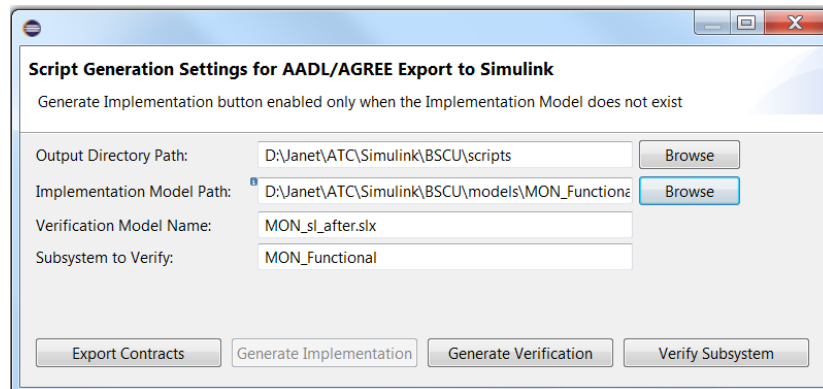 Script Generation Settings for AADL/AGREE Export to Simulink
Generate Implementation button enabled only when the Implementation Model does not exist
Output Directory Path: D:\Janet\ATC\Simulink\BSCU\scripts Browse
Implementation Model Path: D:\Janet\ATC\Simulink\BSCU\models\MON_Functiona Browse
Verification Model Name: MON_sl_after.slx
Subsystem to Verify: MON_Functional
Export Contracts Generate Implementation Generate Verification Verify Subsystem